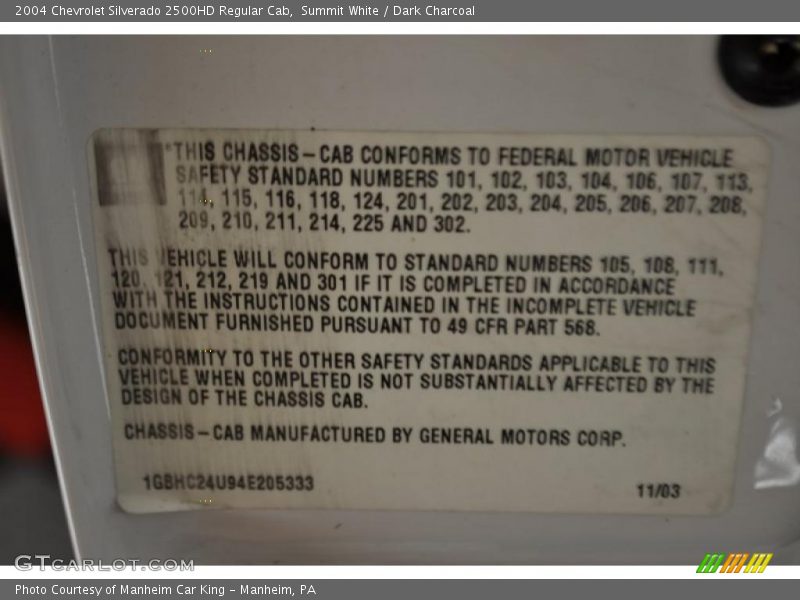 2004 Chevrolet Silverado 2500HD Regular Cab, Summit White / Dark Charcoal
THIS CHASSIS-CAB CONFORMS TO FEDERAL MOTOR VEHICLE
SAFETY STANDARD NUMBERS 101, 102, 103, 104, 106, 107, 113,
114, 115, 116, 118, 124, 201, 202, 203, 204, 205, 206, 207, 208,
209, 210, 211, 214, 225 AND 302.
THIS VEHICLE WILL CONFORM TO STANDARD NUMBERS 105, 108, 111,
120, 121, 212, 219 AND 301 IF IT IS COMPLETED IN ACCORDANCE
WITH THE INSTRUCTIONS CONTAINED IN THE INCOMPLETE VEHICLE
DOCUMENT FURNISHED PURSUANT TO 49 CFR PART 568.
CONFORMITY TO THE OTHER SAFETY STANDARDS APPLICABLE TO THIS
VEHICLE WHEN COMPLETED IS NOT SUBSTANTIALLY AFFECTED BY THE
DESIGN OF THE CHASSIS CAB.
CHASSIS-CAB MANUFACTURED BY GENERAL MOTORS CORP.
1GBHC24U94E205333 11/03
GTCARLOT.COM
Photo Courtesy of Manheim Car King - Manheim, PA